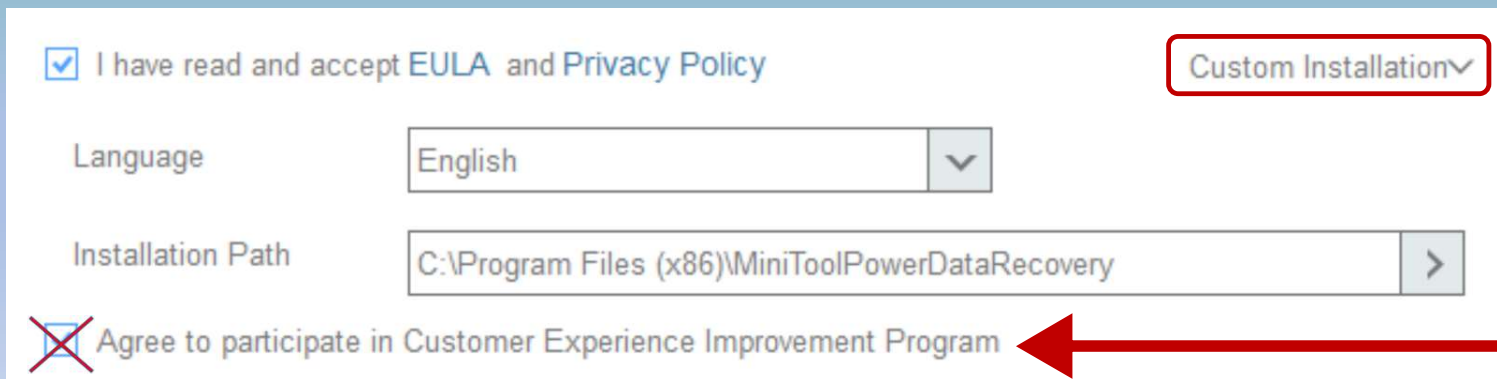 I have read and accept EULA and Privacy Policy
Custom Installation
Language
English
Installation Path
C:\Program Files (x86)\MiniToolPowerDataRecovery
Agree to participate in Customer Experience Improvement Program